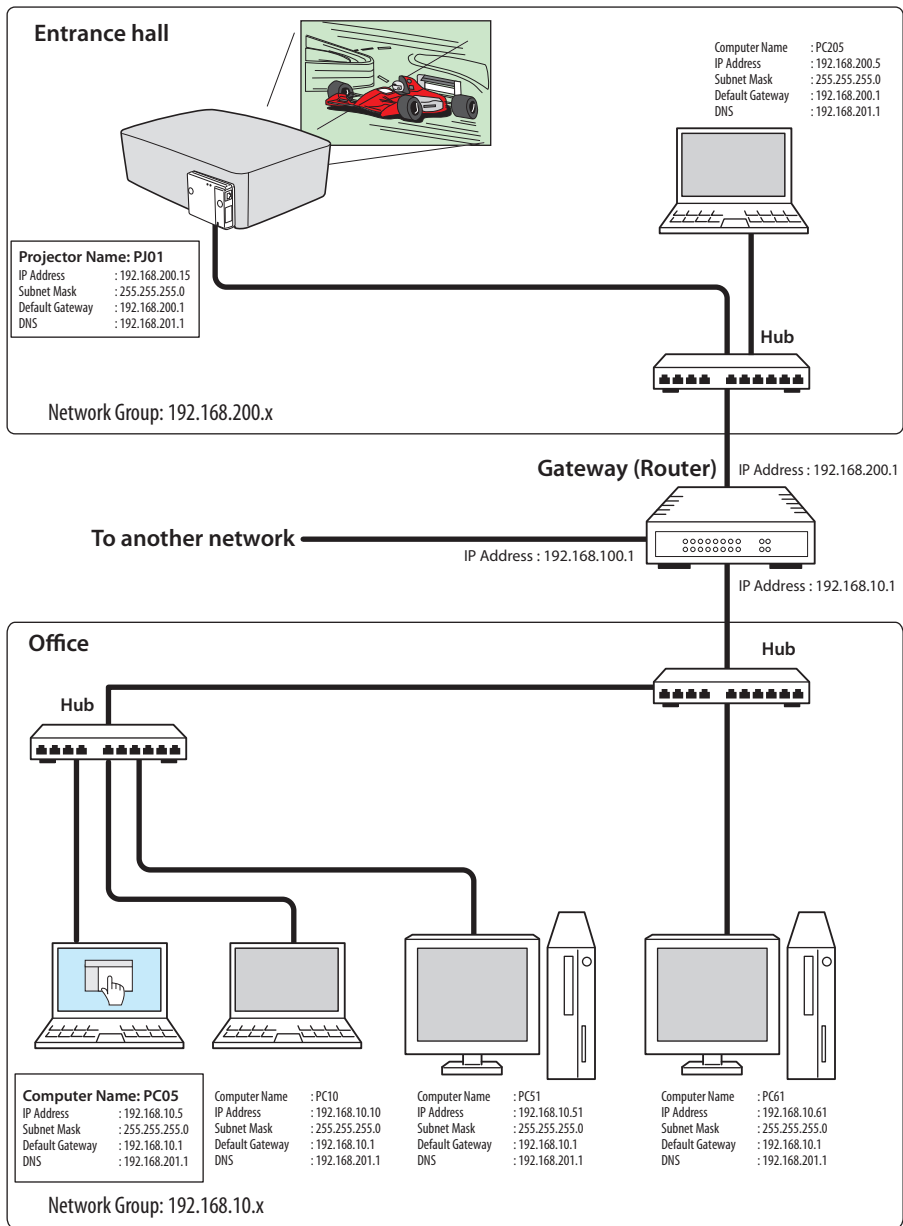 Entrance hall
Computer Name : PC205
IP Address : 192.168.200.5
Subnet Mask : 255.255.255.0
Default Gateway : 192.168.200.1
DNS : 192.168.201.1
Projector Name: PJ01
IP Address : 192.168.200.15
Subnet Mask : 255.255.255.0
Default Gateway : 192.168.200.1
DNS : 192.168.201.1
Hub
Network Group: 192.168.200.x
Gateway (Router)
IP Address : 192.168.200.1
To another network
IP Address : 192.168.100.1
IP Address : 192.168.10.1
Office
Hub
Hub
Computer Name: PC05
IP Address : 192.168.10.5
Subnet Mask : 255.255.255.0
Default Gateway : 192.168.10.1
DNS : 192.168.201.1
Computer Name : PC10
IP Address : 192.168.10.10
Subnet Mask : 255.255.255.0
Default Gateway : 192.168.10.1
DNS : 192.168.201.1
Computer Name : PC51
IP Address : 192.168.10.51
Subnet Mask : 255.255.255.0
Default Gateway : 192.168.10.1
DNS : 192.168.201.1
Computer Name : PC61
IP Address : 192.168.10.61
Subnet Mask : 255.255.255.0
Default Gateway : 192.168.10.1
DNS : 192.168.201.1
Network Group: 192.168.10.x